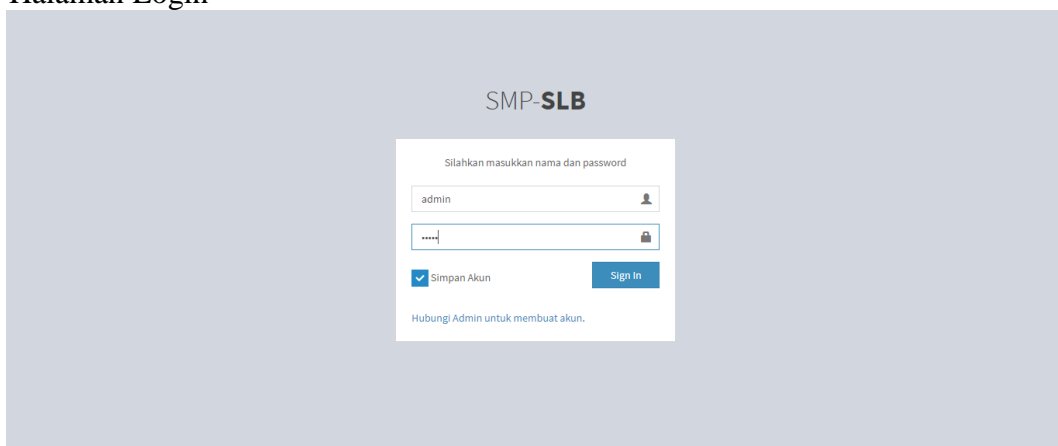 Halaman Login
SMP-SLB
Silahkan masukkan nama dan password
admin
•••••
Simpan Akun
Sign In
Hubungi Admin untuk membuat akun.